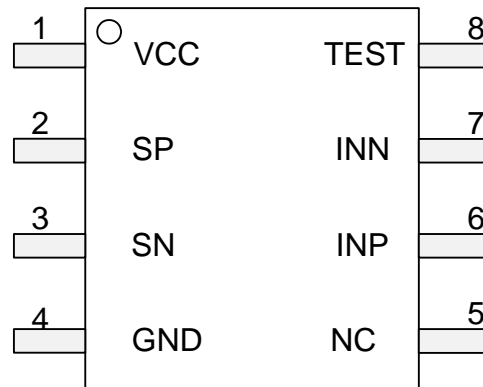 1 VCC TEST 8
2 SP INN 7
3 SN INP 6
4 GND NC 5